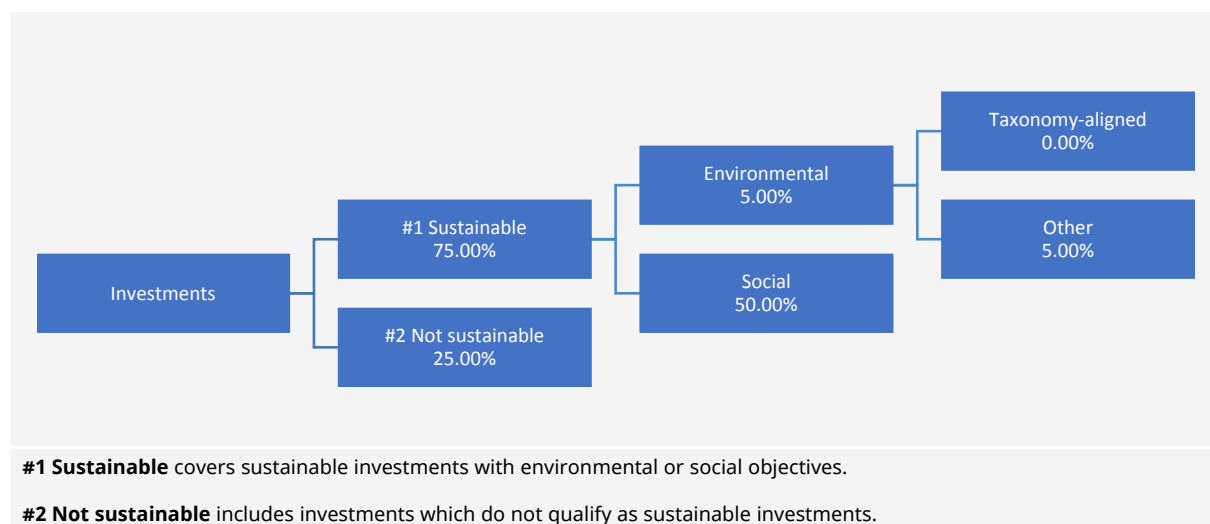 Investments
#1 Sustainable
75.00%
#2 Not sustainable
25.00%
Environmental
5.00%
Social
50.00%
Taxonomy-aligned
0.00%
Other
5.00%
#1 Sustainable covers sustainable investments with environmental or social objectives.
#2 Not sustainable includes investments which do not qualify as sustainable investments.